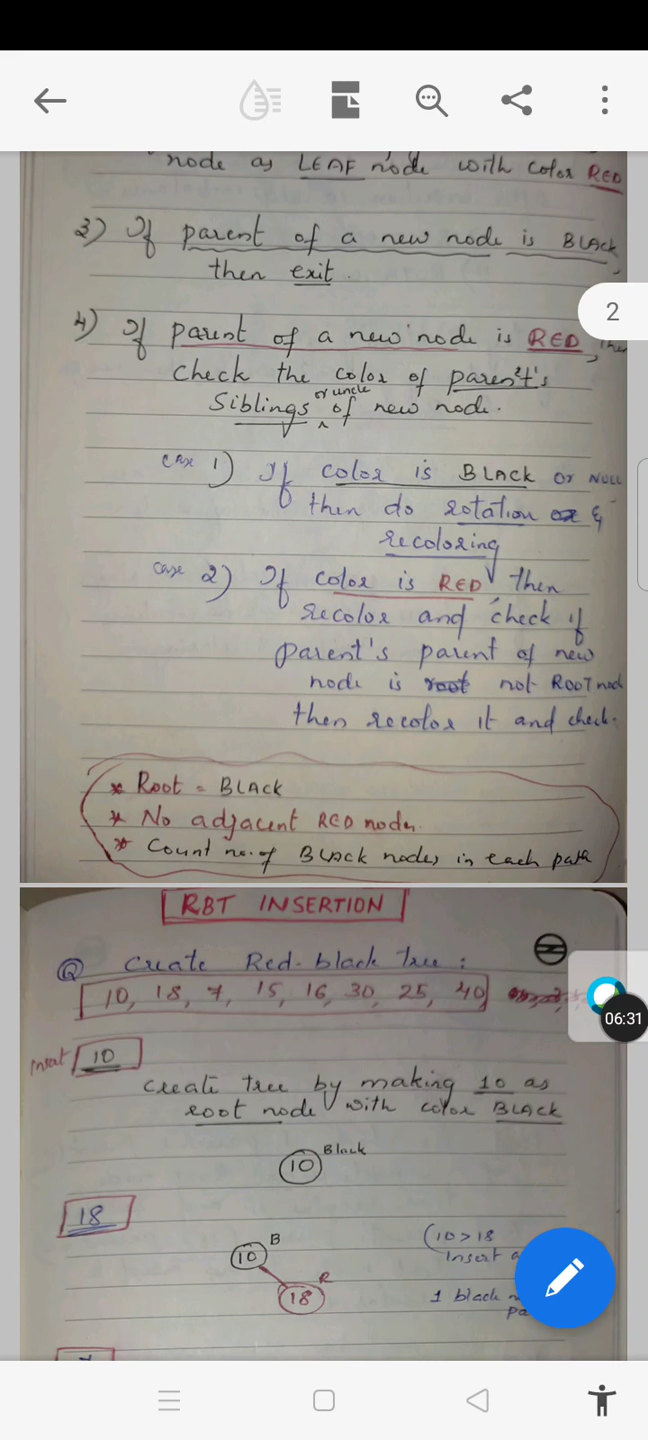 node as LEAF node with color RED
3) If parent of a new node is BLACK,
then exit.
2
4) If parent of a new node is RED, then
check the color of parent's
or uncle
Siblings of new node.
case 1) If color is BLACK or NULL
then do rotation &
recoloring
case 2) If color is RED then
recolor and check if
parent's parent of new
node is not ROOT nod
then recolor it and check.
* Root = BLACK
* No adjacent RED nodes.
* Count no. of BLACK nodes in each path
RBT INSERTION
Q Create Red-black tree :
10, 18, 7, 15, 16, 30, 25, 40
06:31
insert 10
create tree by making 10 as
root node with color BLACK
Black
10
18
B
10
(10 > 18
insert
R
18
1 black
pa